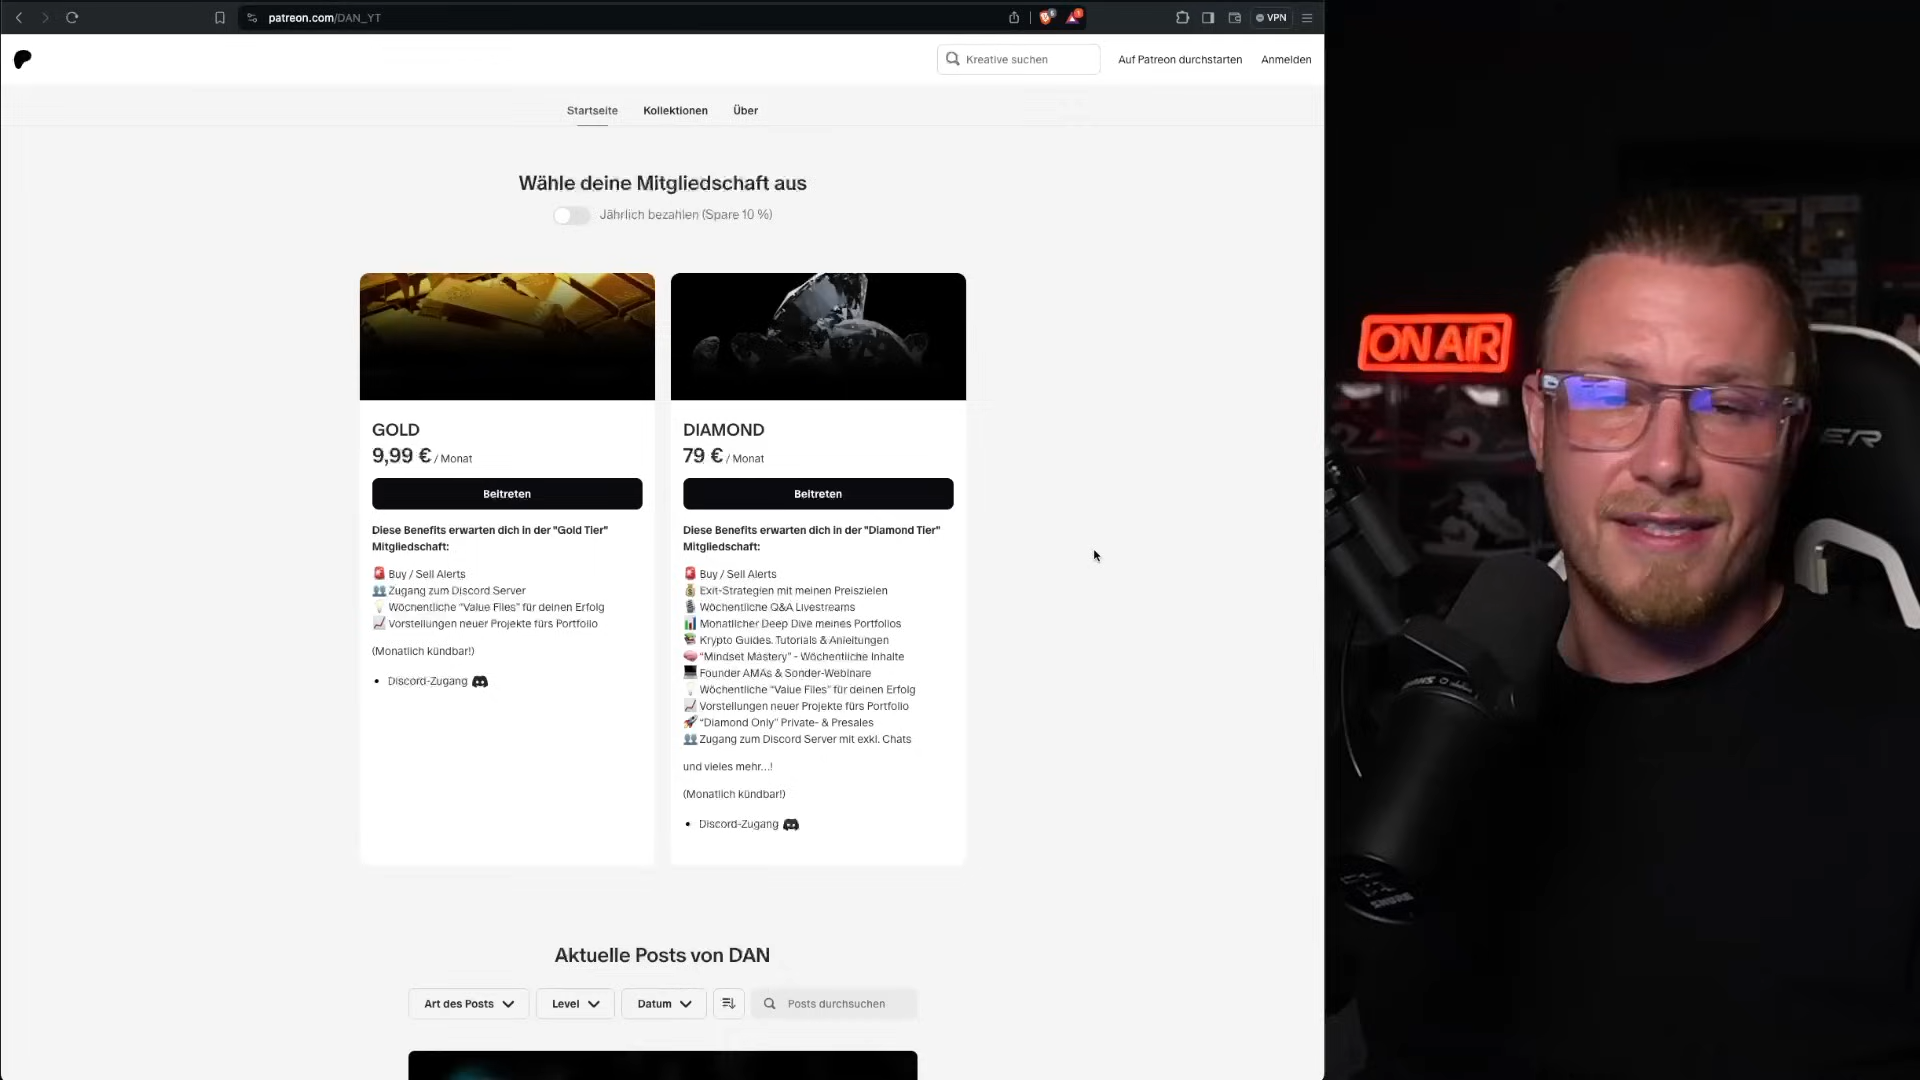 patreon.com/DAN_YT
VPN
Kreative suchen
Auf Patreon durchstarten
Anmelden
Startseite
Kollektionen
Über
Wähle deine Mitgliedschaft aus
Jährlich bezahlen (Spare 10 %)
GOLD
9,99 € / Monat
Beitreten
Diese Benefits erwarten dich in der "Gold Tier"
Mitgliedschaft:
🚨 Buy / Sell Alerts
👥 Zugang zum Discord Server
💡 Wöchentliche "Value Files" für deinen Erfolg
📈 Vorstellungen neuer Projekte fürs Portfolio
(Monatlich kündbar!)
• Discord-Zugang
DIAMOND
79 € / Monat
Beitreten
Diese Benefits erwarten dich in der "Diamond Tier"
Mitgliedschaft:
🚨 Buy / Sell Alerts
💰 Exit-Strategien mit meinen Preiszielen
🎙 Wöchentliche Q&A Livestreams
📊 Monatlicher Deep Dive meines Portfolios
📚 Krypto Guides, Tutorials & Anleitungen
🧠 "Mindset Mastery" - Wöchentliche Inhalte
💻 Founder AMAs & Sonder-Webinare
💡 Wöchentliche "Value Files" für deinen Erfolg
📈 Vorstellungen neuer Projekte fürs Portfolio
🚀 "Diamond Only" Private- & Presales
👥 Zugang zum Discord Server mit exkl. Chats
und vieles mehr...!
(Monatlich kündbar!)
• Discord-Zugang
Aktuelle Posts von DAN
Art des Posts
Level
Datum
Posts durchsuchen
ON AIR
ER
SHURE